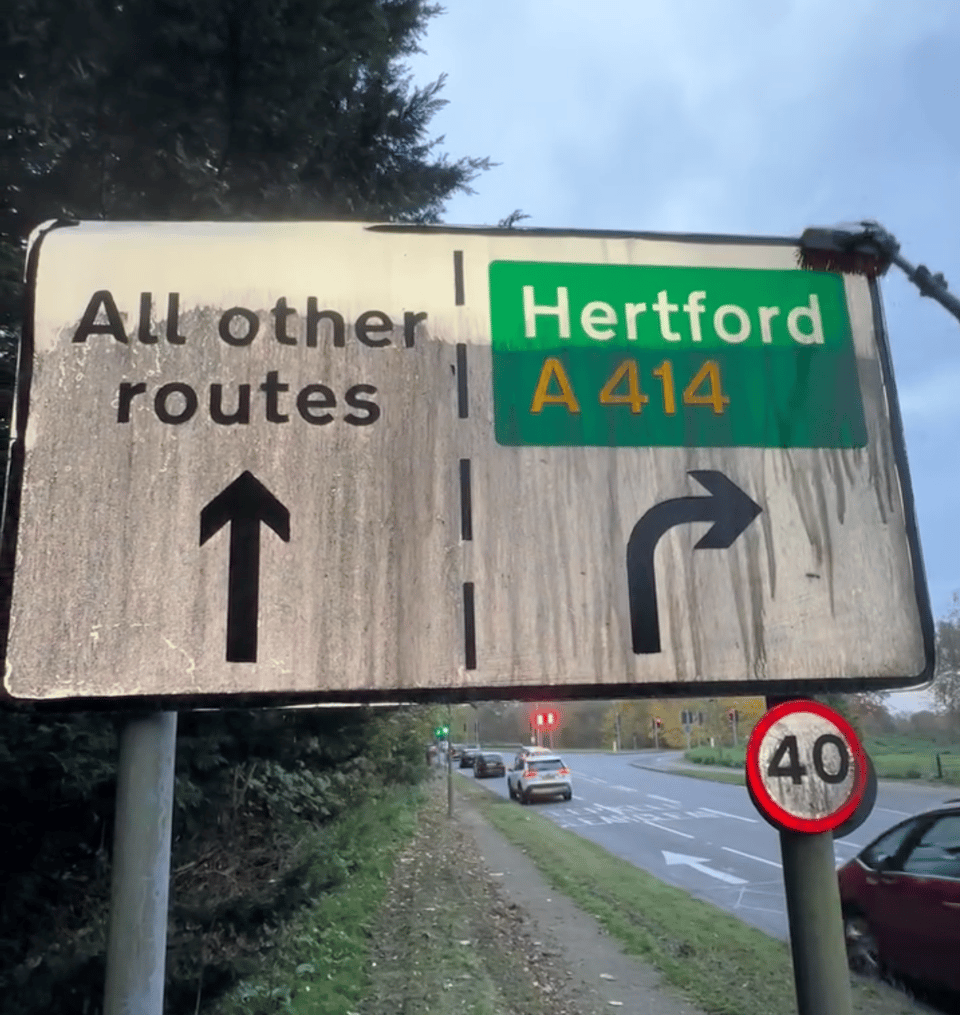 All other
routes
Hertford
A 414
40